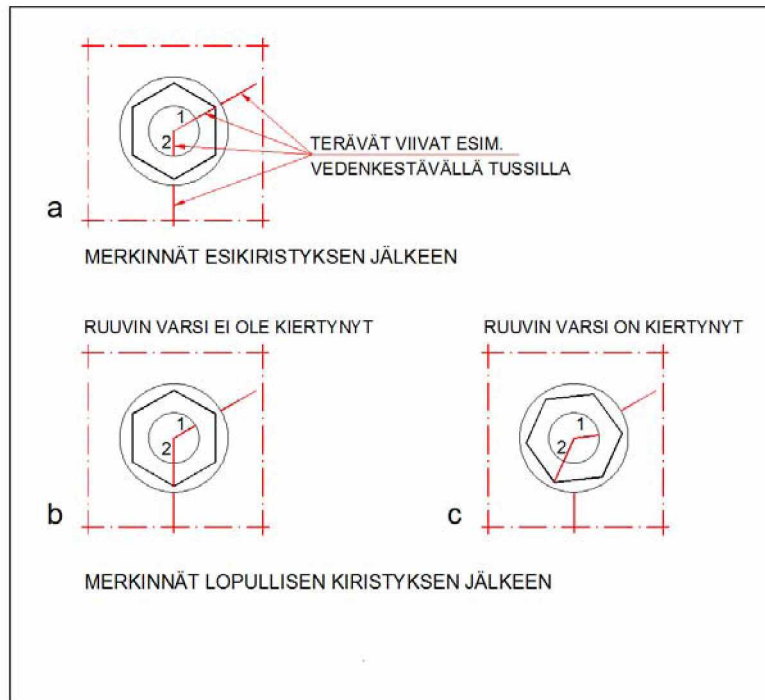 1
2
TERÄVÄT VIIVAT ESIM.
VEDENKESTÄVÄLLÄ TUSSILLA
a
MERKINNÄT ESIKIRISTYKSEN JÄLKEEN
RUUVIN VARSI EI OLE KIERTYNYT
1
2
b
RUUVIN VARSI ON KIERTYNYT
1
2
c
MERKINNÄT LOPULLISEN KIRISTYKSEN JÄLKEEN